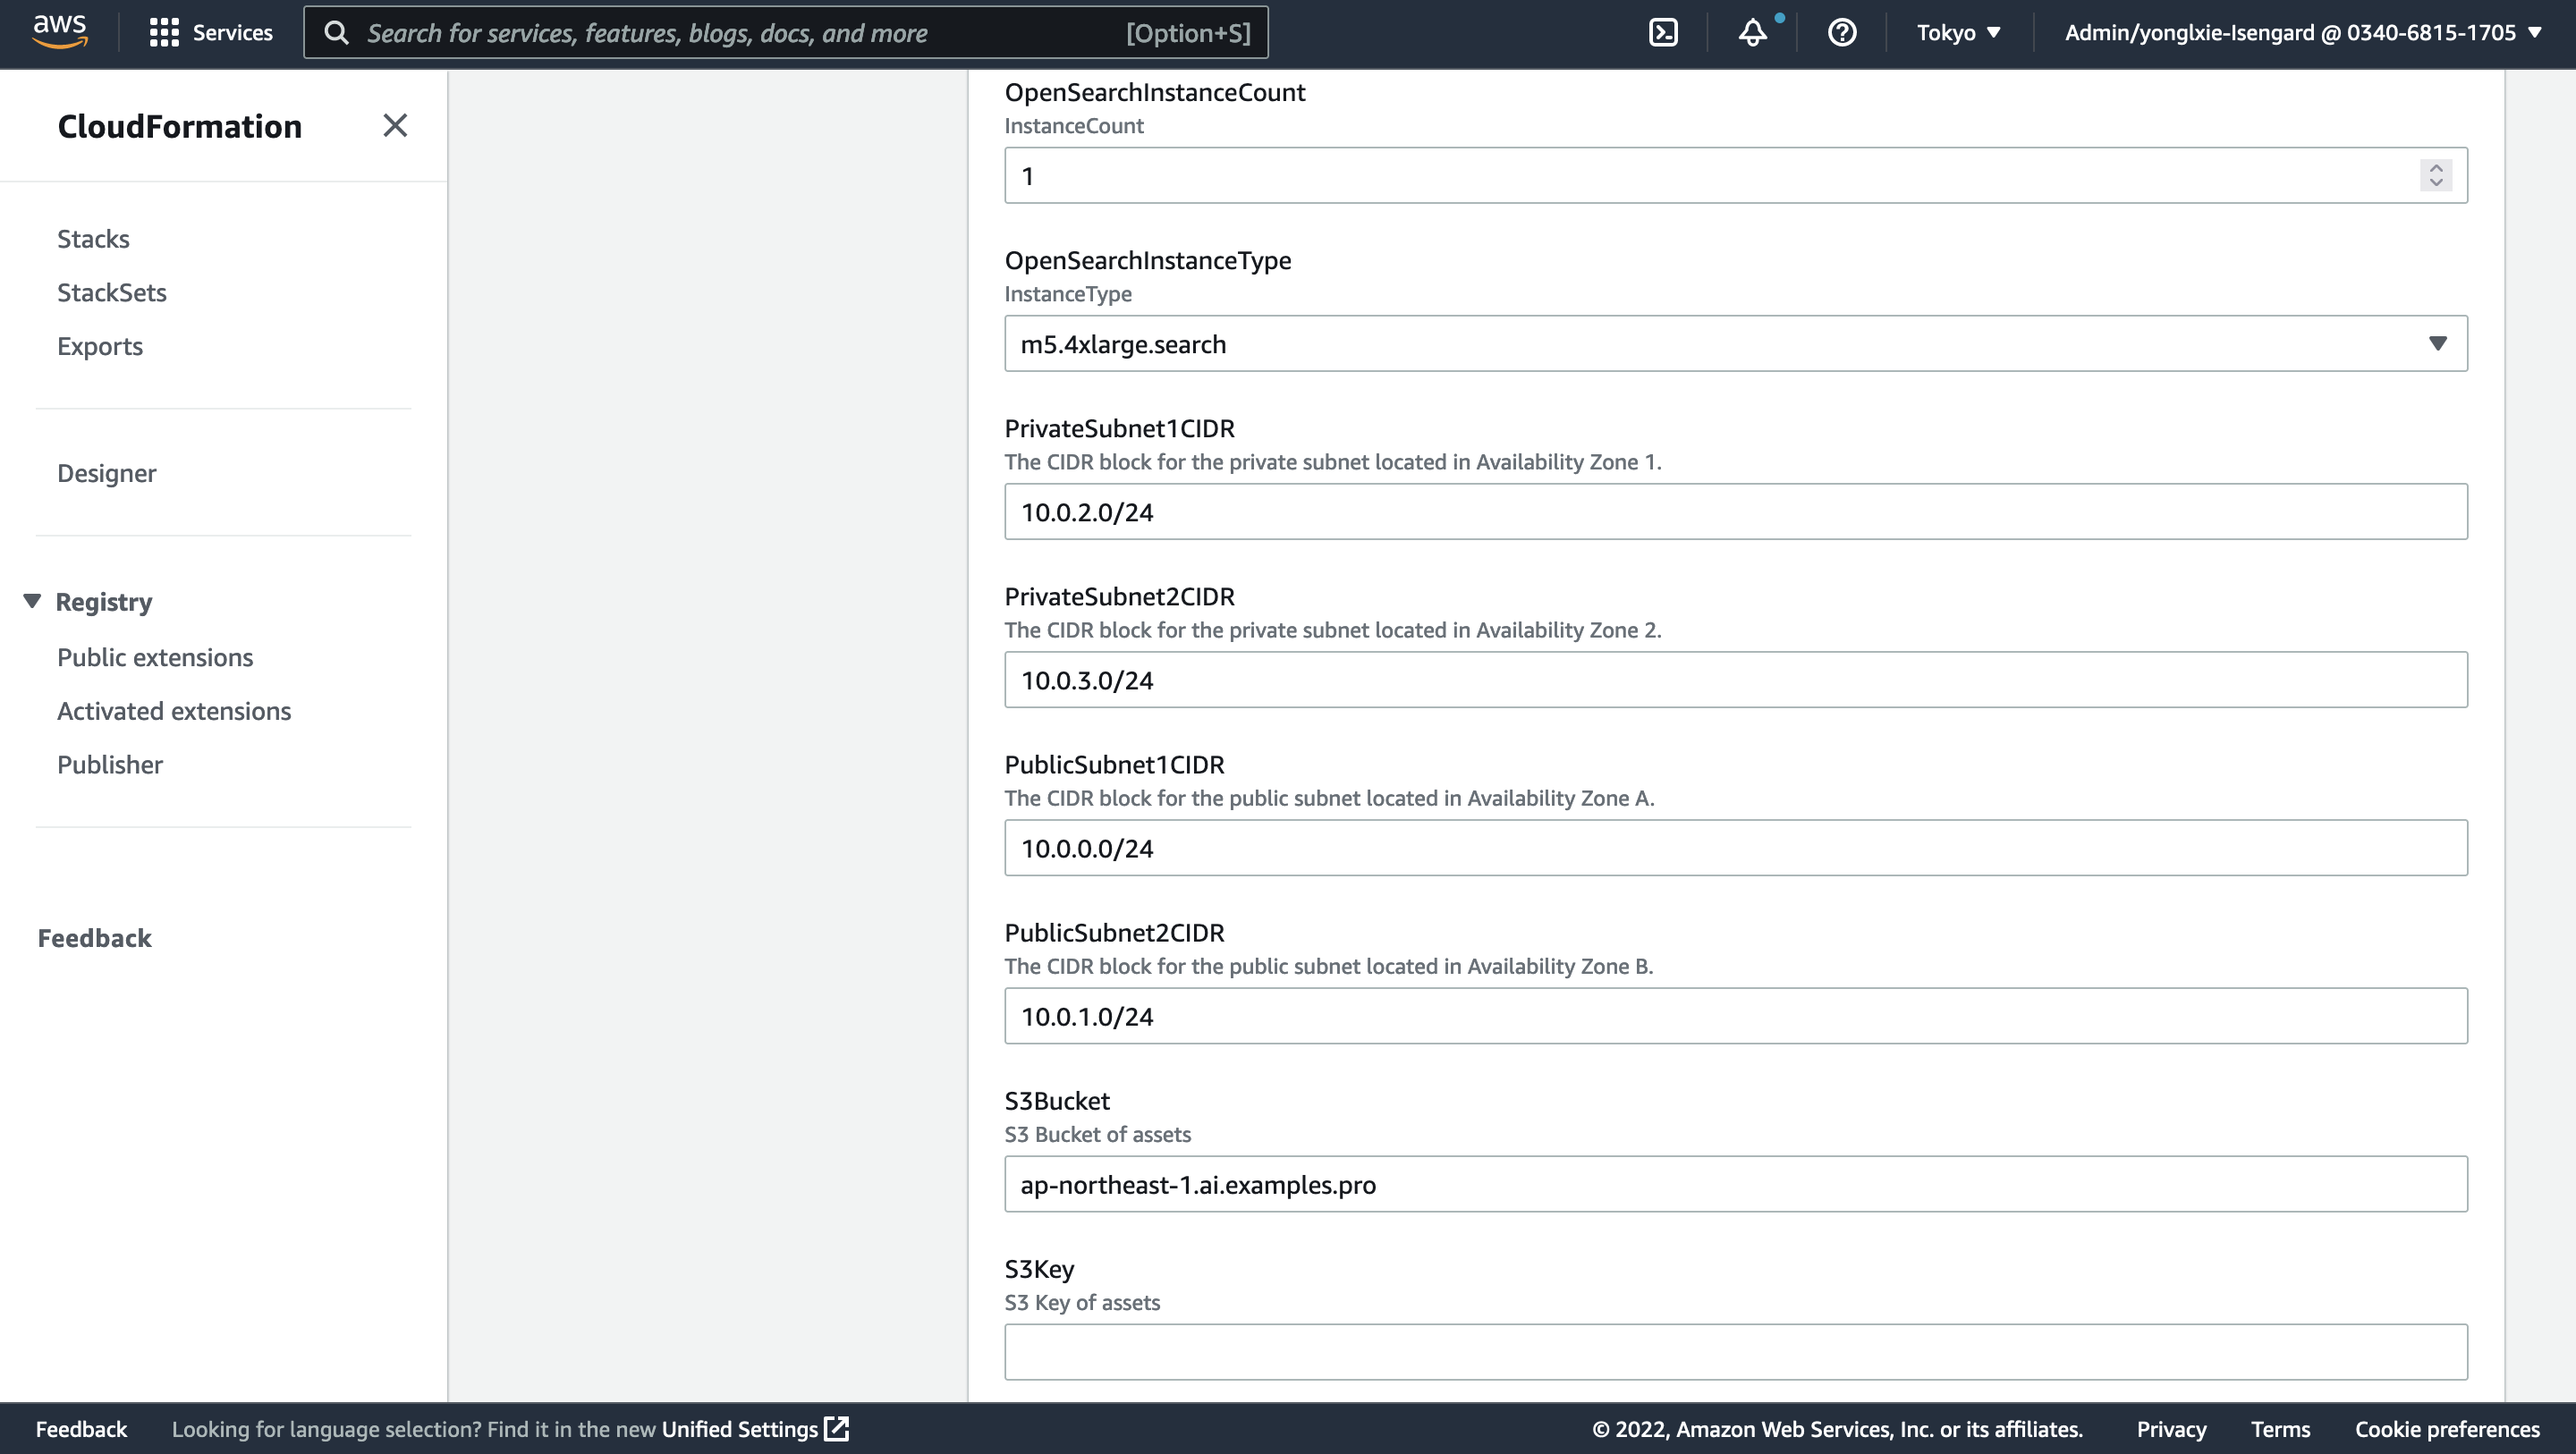 aws
Services
Search for services, features, blogs, docs, and more [Option+S]
Tokyo
Admin/yonglxie-Isengard @ 0340-6815-1705
CloudFormation
Stacks
StackSets
Exports
Designer
Registry
Public extensions
Activated extensions
Publisher
Feedback
OpenSearchInstanceCount
InstanceCount
1
OpenSearchInstanceType
InstanceType
m5.4xlarge.search
PrivateSubnet1CIDR
The CIDR block for the private subnet located in Availability Zone 1.
10.0.2.0/24
PrivateSubnet2CIDR
The CIDR block for the private subnet located in Availability Zone 2.
10.0.3.0/24
PublicSubnet1CIDR
The CIDR block for the public subnet located in Availability Zone A.
10.0.0.0/24
PublicSubnet2CIDR
The CIDR block for the public subnet located in Availability Zone B.
10.0.1.0/24
S3Bucket
S3 Bucket of assets
ap-northeast-1.ai.examples.pro
S3Key
S3 Key of assets
Feedback
Looking for language selection? Find it in the new Unified Settings
© 2022, Amazon Web Services, Inc. or its affiliates.
Privacy
Terms
Cookie preferences